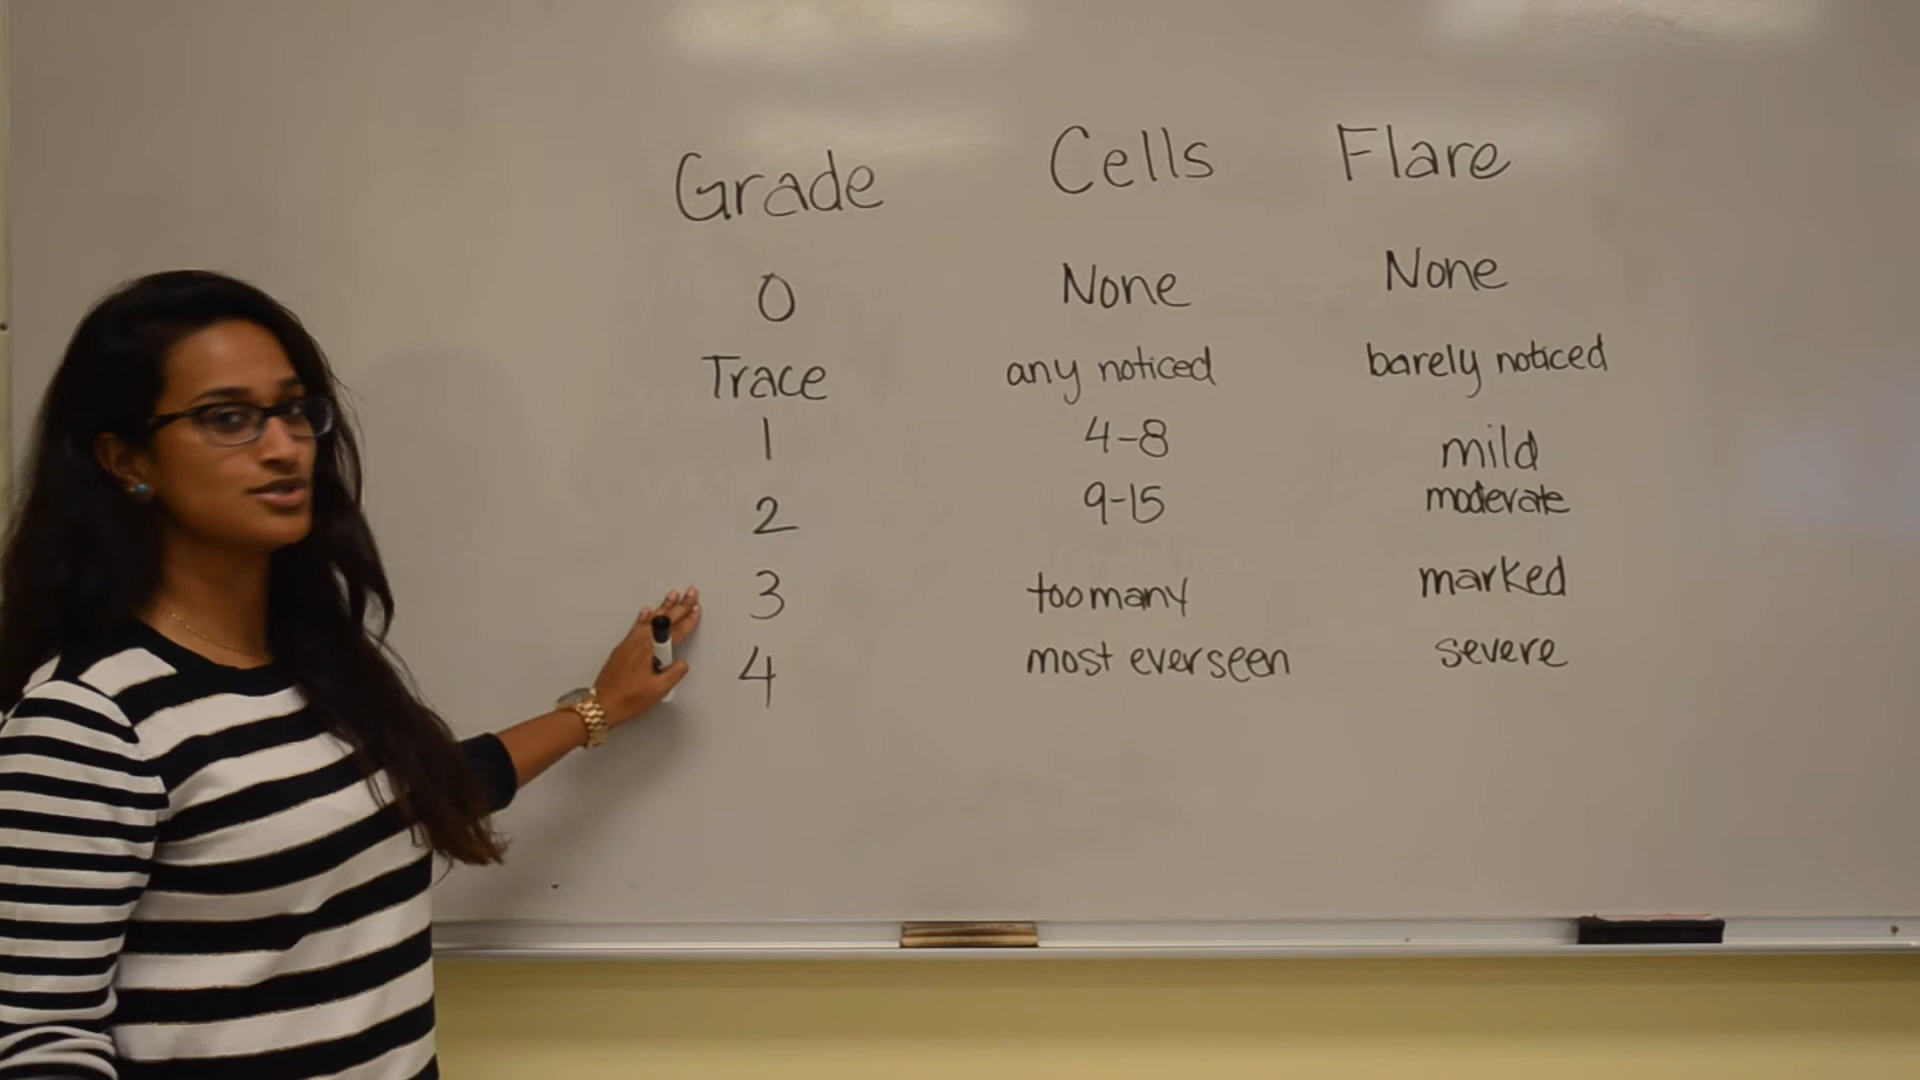 Grade Cells Flare
0 None None
Trace any noticed barely noticed
1 4-8 mild
2 9-15 moderate
3 too many marked
4 most ever seen severe